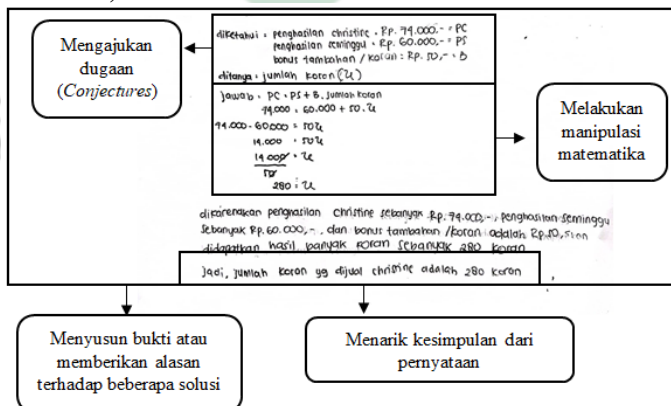 Mengajukan
dugaan
(Conjectures)
diketahui = penghasilan christine = Rp. 74.000,- = PC
penghasilan seminggu = Rp. 60.000,- = PS
bonus tambahan / koran : Rp. 50,- = B
ditanya = jumlah koran (u)
Jawab = PC = PS + B. jumlah koran
74.000 = 60.000 + 50.u
74.000 - 60.000 = 50u
14.000 = 50u
14.000 = u
50
280 = u
Melakukan
manipulasi
matematika
dikarenakan penghasilan christine sebanyak Rp. 74.000,-, penghasilan seminggu
sebanyak Rp. 60.000,-, dan bonus tambahan /koran adalah Rp.50,
didapatkan hasil banyak koran sebanyak 280 koran
Jadi, jumlah koran yg dijual christine adalah 280 koran
Menyusun bukti atau
memberikan alasan
terhadap beberapa solusi
Menarik kesimpulan dari
pernyataan